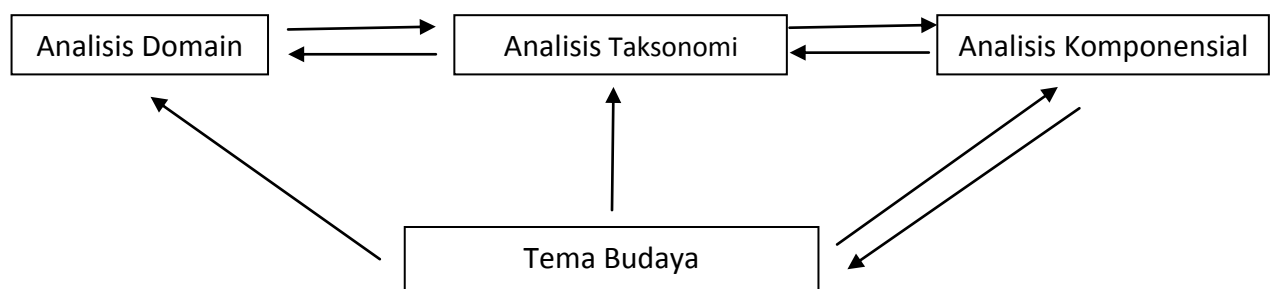 Analisis Domain
Analisis Taksonomi
Analisis Komponensial
Tema Budaya